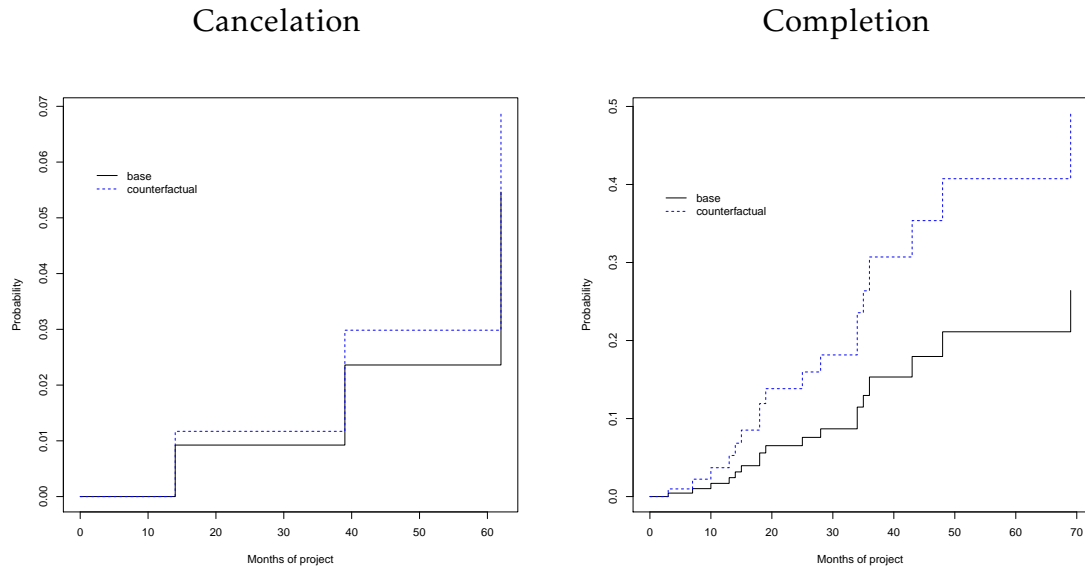 Cancelation
0.07
0.06
0.05
0.04
0.03
0.02
0.01
0.00
Probability
base
counterfactual
0 10 20 30 40 50 60
Months of project
Completion
0.5
0.4
0.3
0.2
0.1
0.0
Probability
base
counterfactual
0 10 20 30 40 50 60 70
Months of project